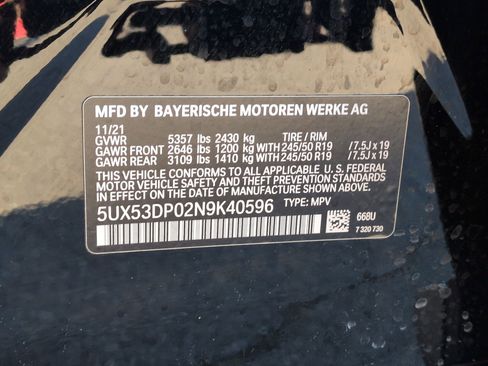 MFD BY BAYERISCHE MOTOREN WERKE AG
11/21
GVWR 5357 lbs 2430 kg TIRE / RIM
GAWR FRONT 2646 lbs 1200 kg WITH 245/50 R19 /7.5J x 19
GAWR REAR 3109 lbs 1410 kg WITH 245/50 R19 /7.5J x 19
THIS VEHICLE CONFORMS TO ALL APPLICABLE U.S. FEDERAL
MOTOR VEHICLE SAFETY AND THEFT PREVENTION STANDARDS IN EFFECT
ON THE DATE OF MANUFACTURE SHOWN ABOVE.
5UX53DP02N9K40596 TYPE: MPV
668U
7 320 730